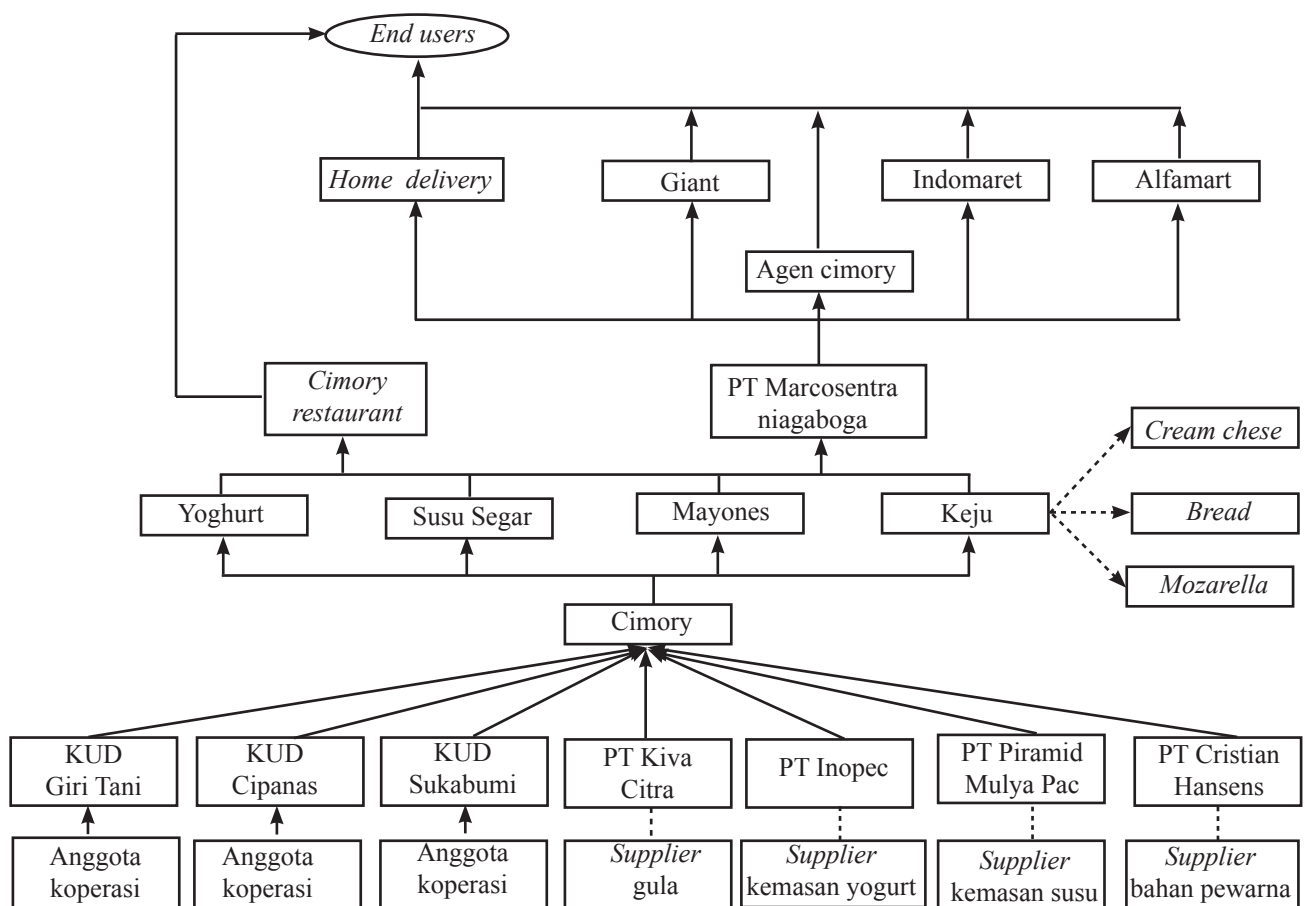 End users
Home delivery
Giant
Indomaret
Alfamart
Agen cimory
Cimory
restaurant
PT Marcosentra
niagaboga
Cream chese
Yoghurt
Susu Segar
Mayones
Keju
Bread
Mozarella
Cimory
KUD
Giri Tani
KUD
Cipanas
KUD
Sukabumi
PT Kiva
Citra
PT Inopec
PT Piramid
Mulya Pac
PT Cristian
Hansens
Anggota
koperasi
Anggota
koperasi
Anggota
koperasi
Supplier
gula
Supplier
kemasan yogurt
Supplier
kemasan susu
Supplier
bahan pewarna